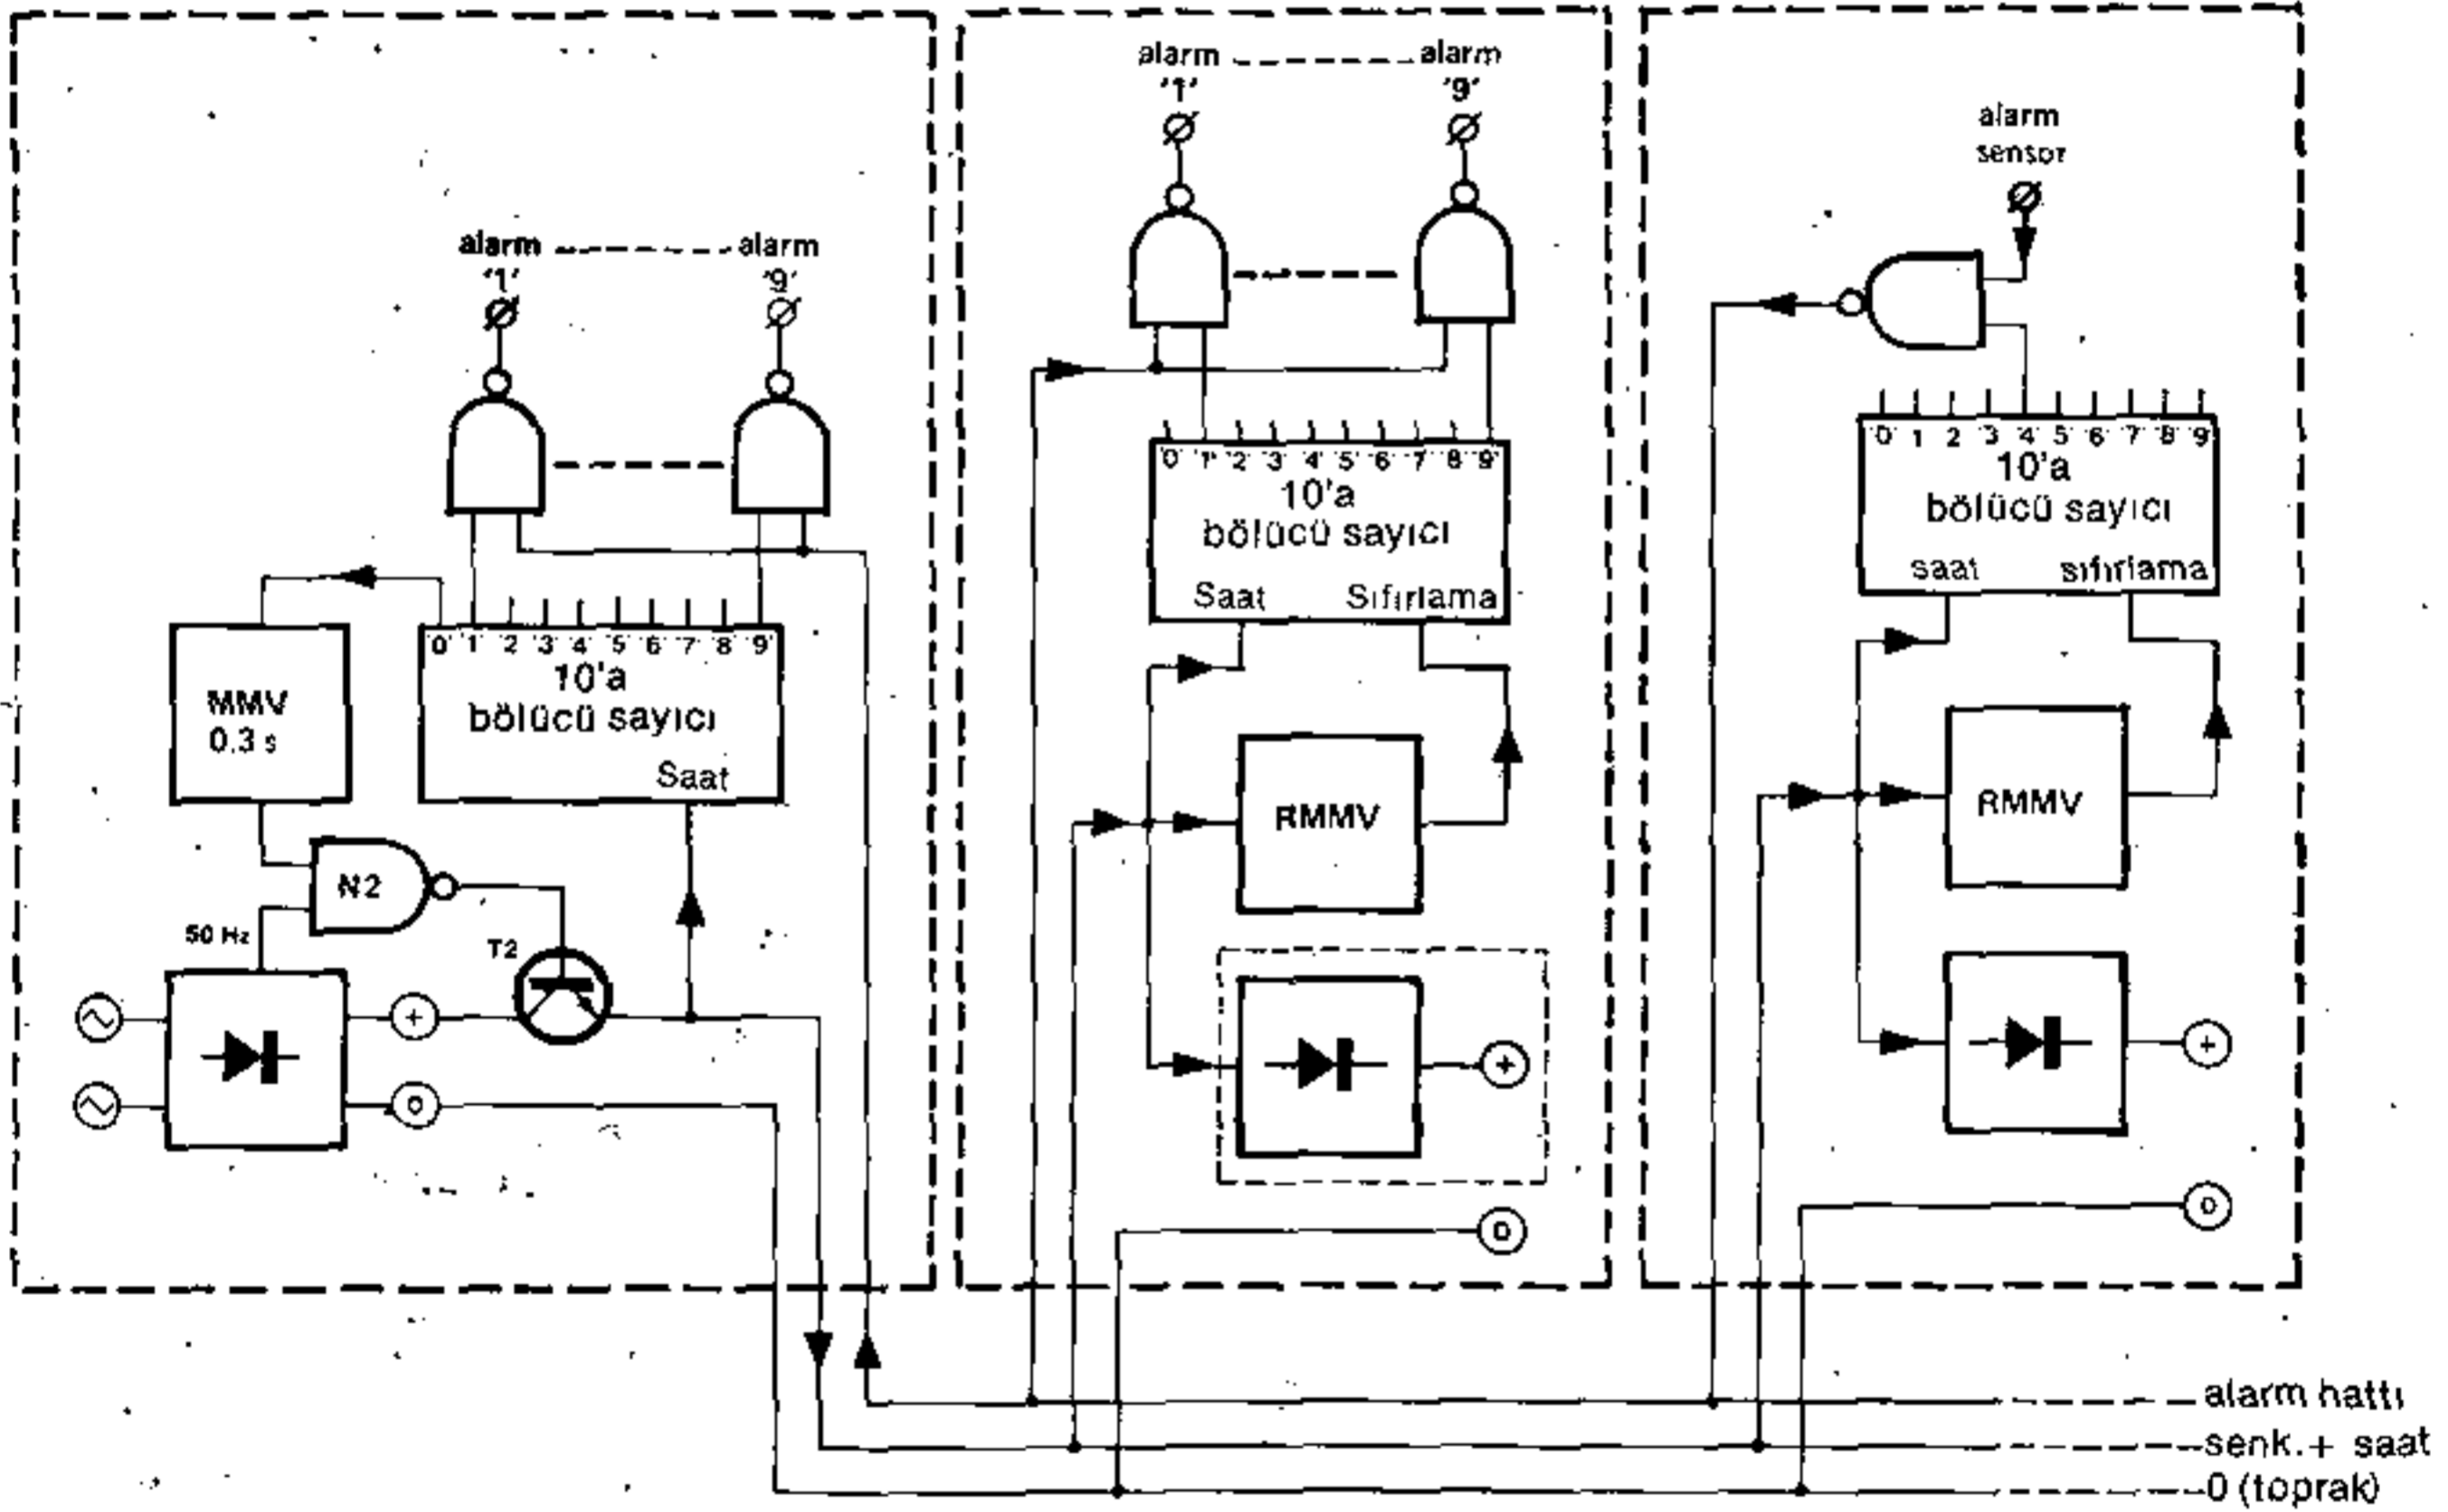 alarm alarm
'1' '9'
0 1 2 3 4 5 6 7 8 9
10'a
bölücü sayıcı
Saat
MMV
0.3 s
N2
50 Hz
T2
+
0
alarm alarm
'1' '9'
'0' '1' '2' '3' '4' '5' '6' '7' '8' '9'
10'a
bölücü sayıcı
Saat Sıfırlama
RMMV
+
0
alarm
sensor
'0' 1 2 '3' '4' '5' '6' '7' '8' '9'
10'a
bölücü sayıcı
saat sıfırlama
RMMV
+
0
alarm hattı
senk.+ saat
0 (toprak)